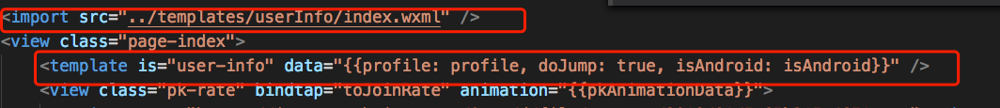 <import src="../templates/userInfo/index.wxml" />
<view class="page-index">
<template is="user-info" data="{{profile: profile, doJump: true, isAndroid: isAndroid}}" />
<view class="pk-rate" bindtap="toJoinRate" animation="{{pkAnimationData}}">